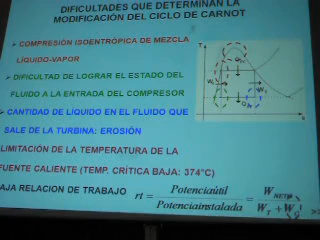 DIFICULTADES QUE DETERMINAN LA
MODIFICACIÓN DEL CICLO DE CARNOT
➢ COMPRESIÓN ISOENTRÓPICA DE MEZCLA
LÍQUIDO-VAPOR
➢ DIFICULTAD DE LOGRAR EL ESTADO DEL
FLUIDO A LA ENTRADA DEL COMPRESOR
➢ CANTIDAD DE LÍQUIDO EN EL FLUIDO QUE
SALE DE LA TURBINA: EROSIÓN
LIMITACIÓN DE LA TEMPERATURA DE LA
FUENTE CALIENTE (TEMP. CRÍTICA BAJA: 374°C)
AJA RELACION DE TRABAJO
rt = Potenciaútil / Potenciainstalada = W NETO / W T + W C